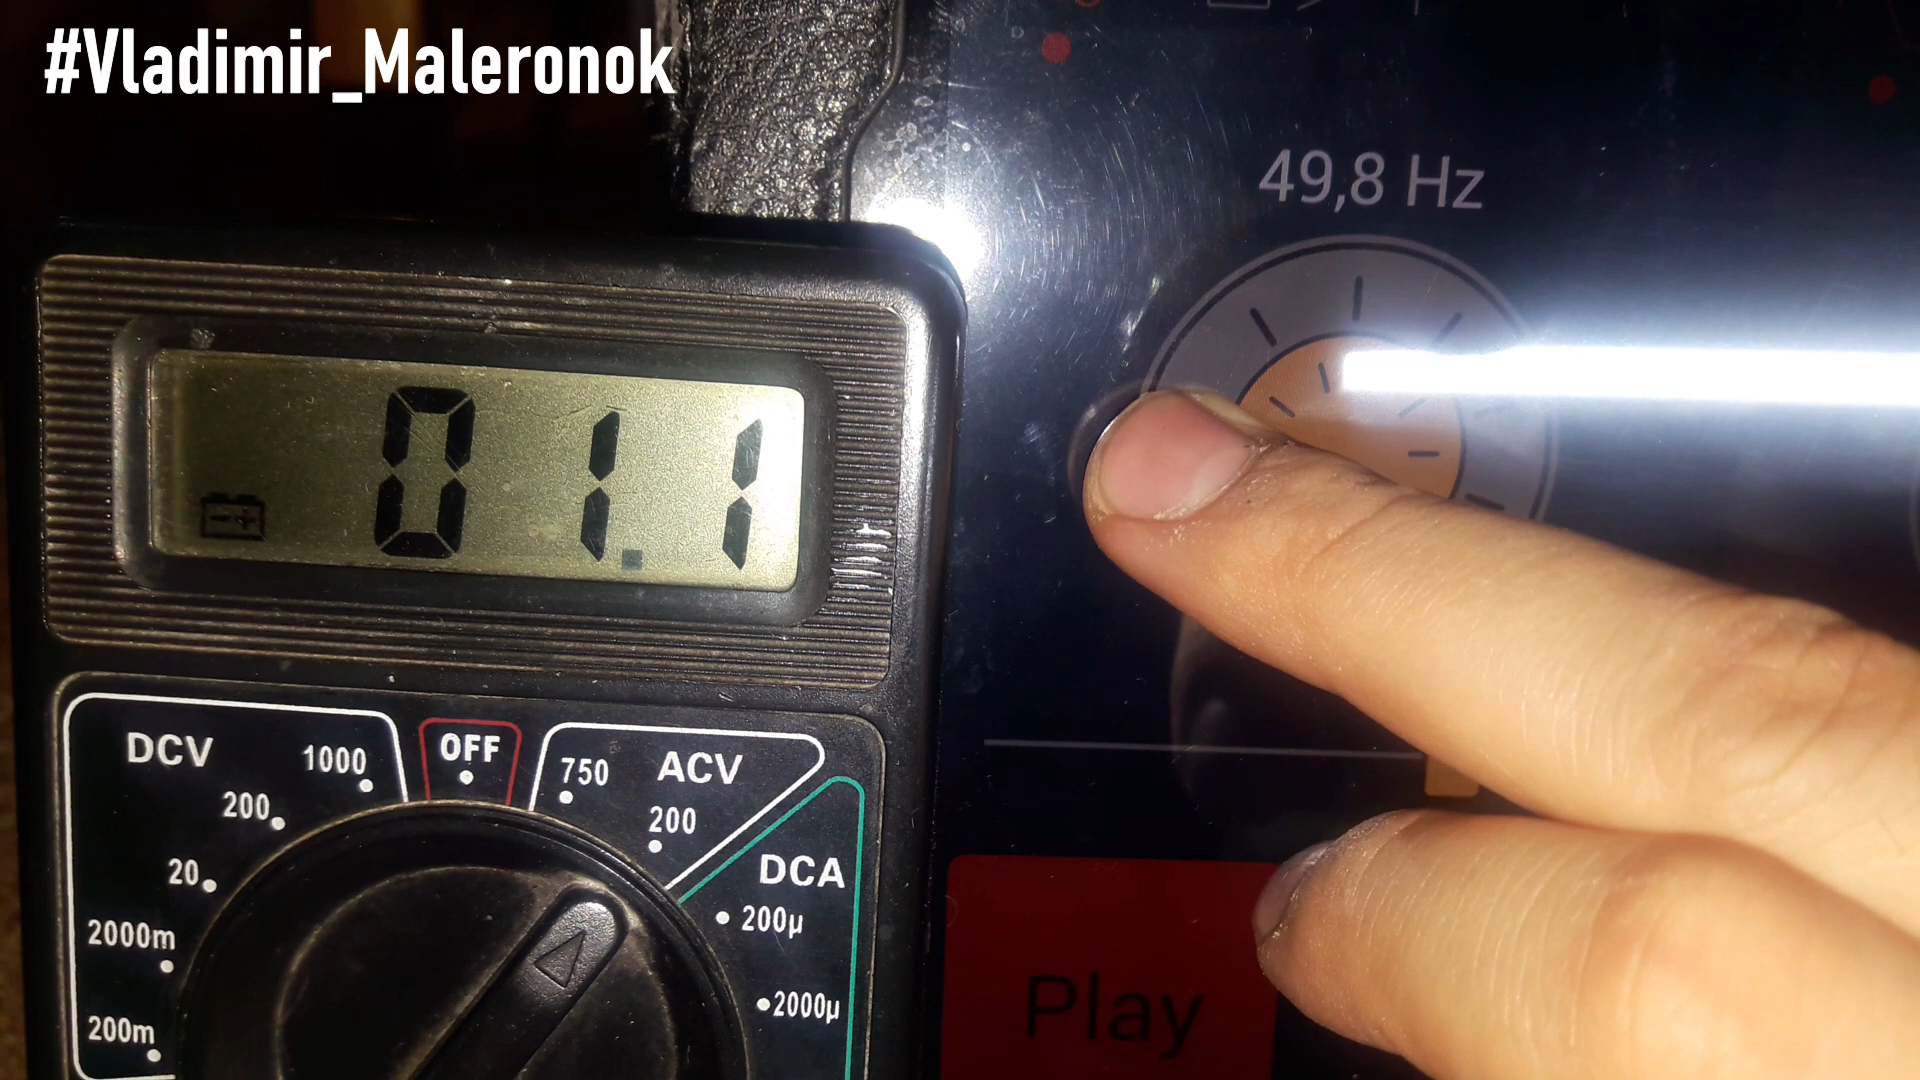 #Vladimir_Maleronok
49,8 Hz
01.1
DCV
1000
OFF
750
ACV
200
200
20
DCA
200µ
2000m
2000µ
200m
Play